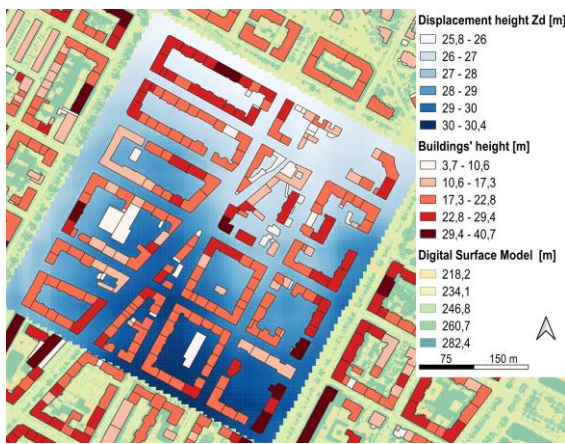 Displacement height Zd [m]
25,8 - 26
26 - 27
27 - 28
28 - 29
29 - 30
30 - 30,4
Buildings' height [m]
3,7 - 10,6
10,6 - 17,3
17,3 - 22,8
22,8 - 29,4
29,4 - 40,7
Digital Surface Model [m]
218,2
234,1
246,8
260,7
282,4
75 150 m